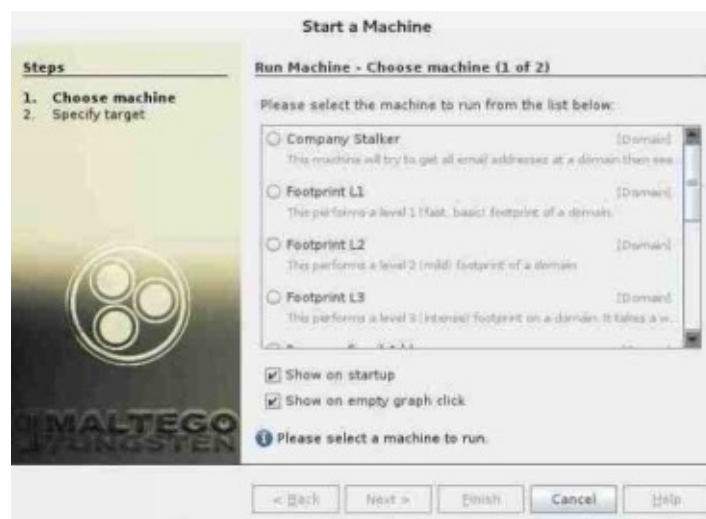 Start a Machine
Steps
1. Choose machine
2. Specify target
Run Machine - Choose machine (1 of 2)
Please select the machine to run from the list below:
Company Stalker [Domain]
This machine will try to get all email addresses at a domain then see
Footprint L1 [Domain]
This performs a level 1 (fast, basic) footprint of a domain.
Footprint L2 [Domain]
This performs a level 2 (mild) footprint of a domain
Footprint L3 [Domain]
This performs a level 3 (intense) footprint on a domain. It takes a w..
Show on startup
Show on empty graph click
MALTEGO
TUNGSTEN
Please select a machine to run.
< Back
Next >
Finish
Cancel
Help